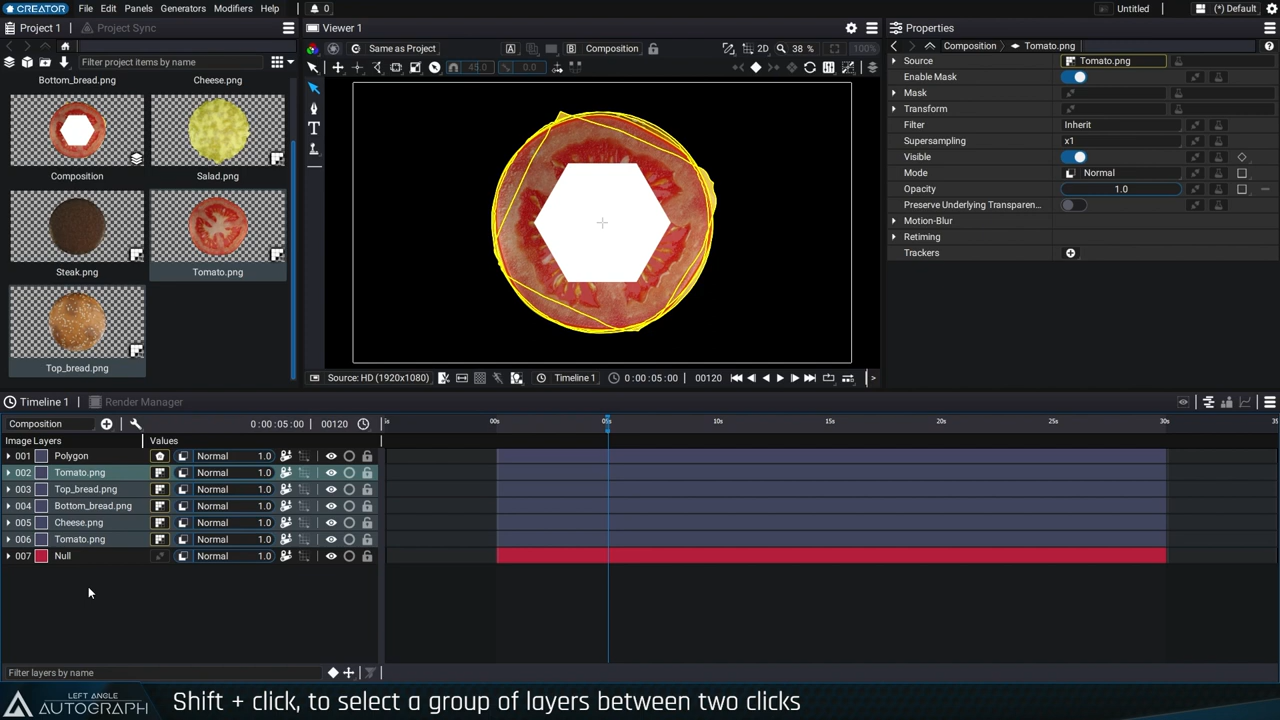 CREATOR File Edit Panels Generators Modifiers Help 0 Untitled (*) Default
Project 1 Project Sync
Filter project items by name
Bottom_bread.png Cheese.png
Composition Salad.png
Steak.png Tomato.png
Top_bread.png
Viewer 1
Same as Project A B Composition 2D 38 % 100%
45.0 0.0
Source: HD (1920x1080) Timeline 1 0:00:05:00 00120
Properties
Composition Tomato.png
Source Tomato.png
Enable Mask
Mask
Transform
Filter Inherit
Supersampling x1
Visible
Mode Normal
Opacity 1.0
Preserve Underlying Transparen...
Motion-Blur
Retiming
Trackers
Timeline 1 Render Manager
Composition 0:00:05:00 00120 00s 05s 10s 15s 20s 25s 30s
Image Layers Values
001 Polygon Normal 1.0
002 Tomato.png Normal 1.0
003 Top_bread.png Normal 1.0
004 Bottom_bread.png Normal 1.0
005 Cheese.png Normal 1.0
006 Tomato.png Normal 1.0
007 Null Normal 1.0
Filter layers by name
LEFT ANGLE
AUTOGRAPH
Shift + click, to select a group of layers between two clicks